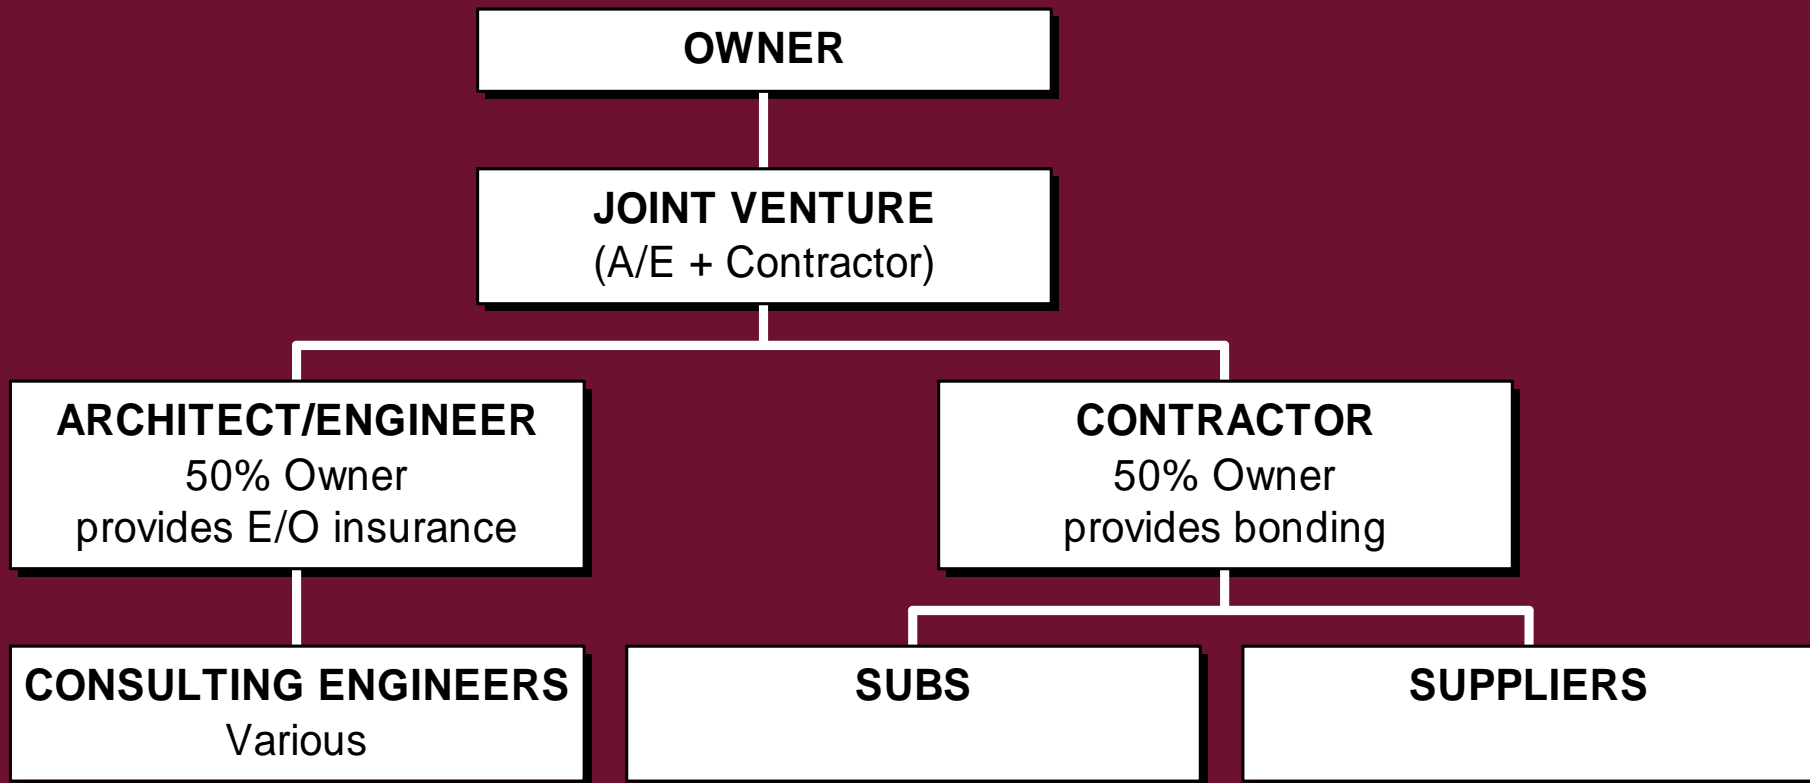 OWNER
JOINT VENTURE
(A/E + Contractor)
ARCHITECT/ENGINEER
50% Owner
provides E/O insurance
CONTRACTOR
50% Owner
provides bonding
CONSULTING ENGINEERS
Various
SUBS
SUPPLIERS